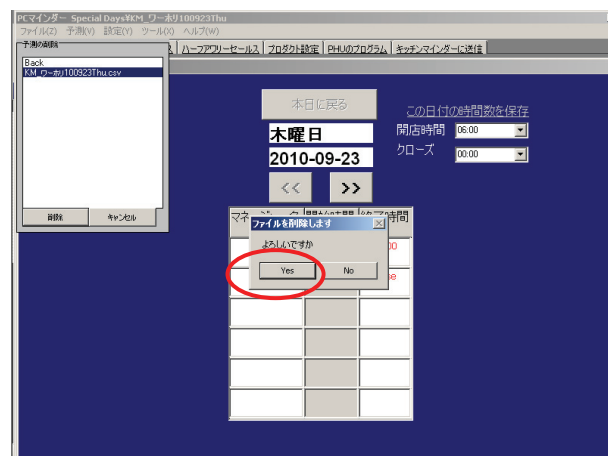 PCマインダー Special Days¥KM_ワーホリ100923Thu
ファイル(Z) 予測(V) 設定(Y) ツール(X) ヘルプ(W)
予測の削除
ハーフアワリーセールス プロダクト設定 PHUのプログラム キッチンマインダーに送信
Back
KM_ワーホリ100923Thu.csv
削除 キャンセル
本日に戻る
木曜日
2010-09-23
<< >>
この日付の時間数を保存
開店時間 06:00
クローズ 00:00
ファイルを削除します
よろしいですか
Yes No